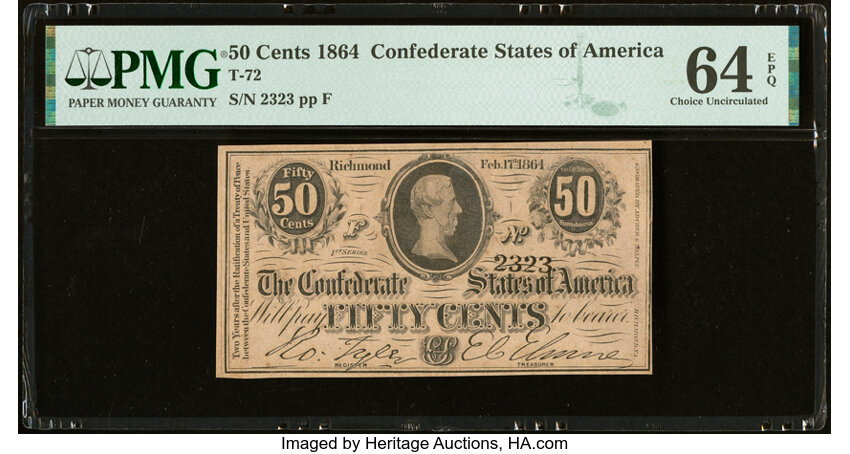 PMG
PAPER MONEY GUARANTY
50 Cents 1864 Confederate States of America
T-72
S/N 2323 pp F
64
EPQ
Choice Uncirculated
Richmond
Feb.17th.1864
Fifty
50
Cents
50
F
No
1st SERIES
2323
The Confederate States of America
Will pay FIFTY CENTS to bearer
Two Years after the Ratification of a Treaty of Peace
between the Confederate States and United States.
Ro. Tyler
REGISTER
E C Elmore
TREASURER
Imaged by Heritage Auctions, HA.com